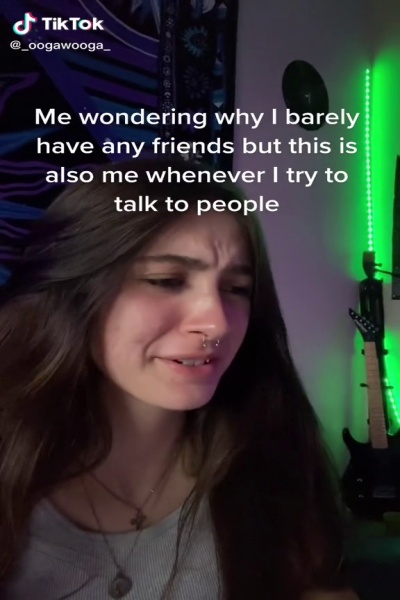 TikTok
@_oogawooga_
Me wondering why I barely
have any friends but this is
also me whenever I try to
talk to people